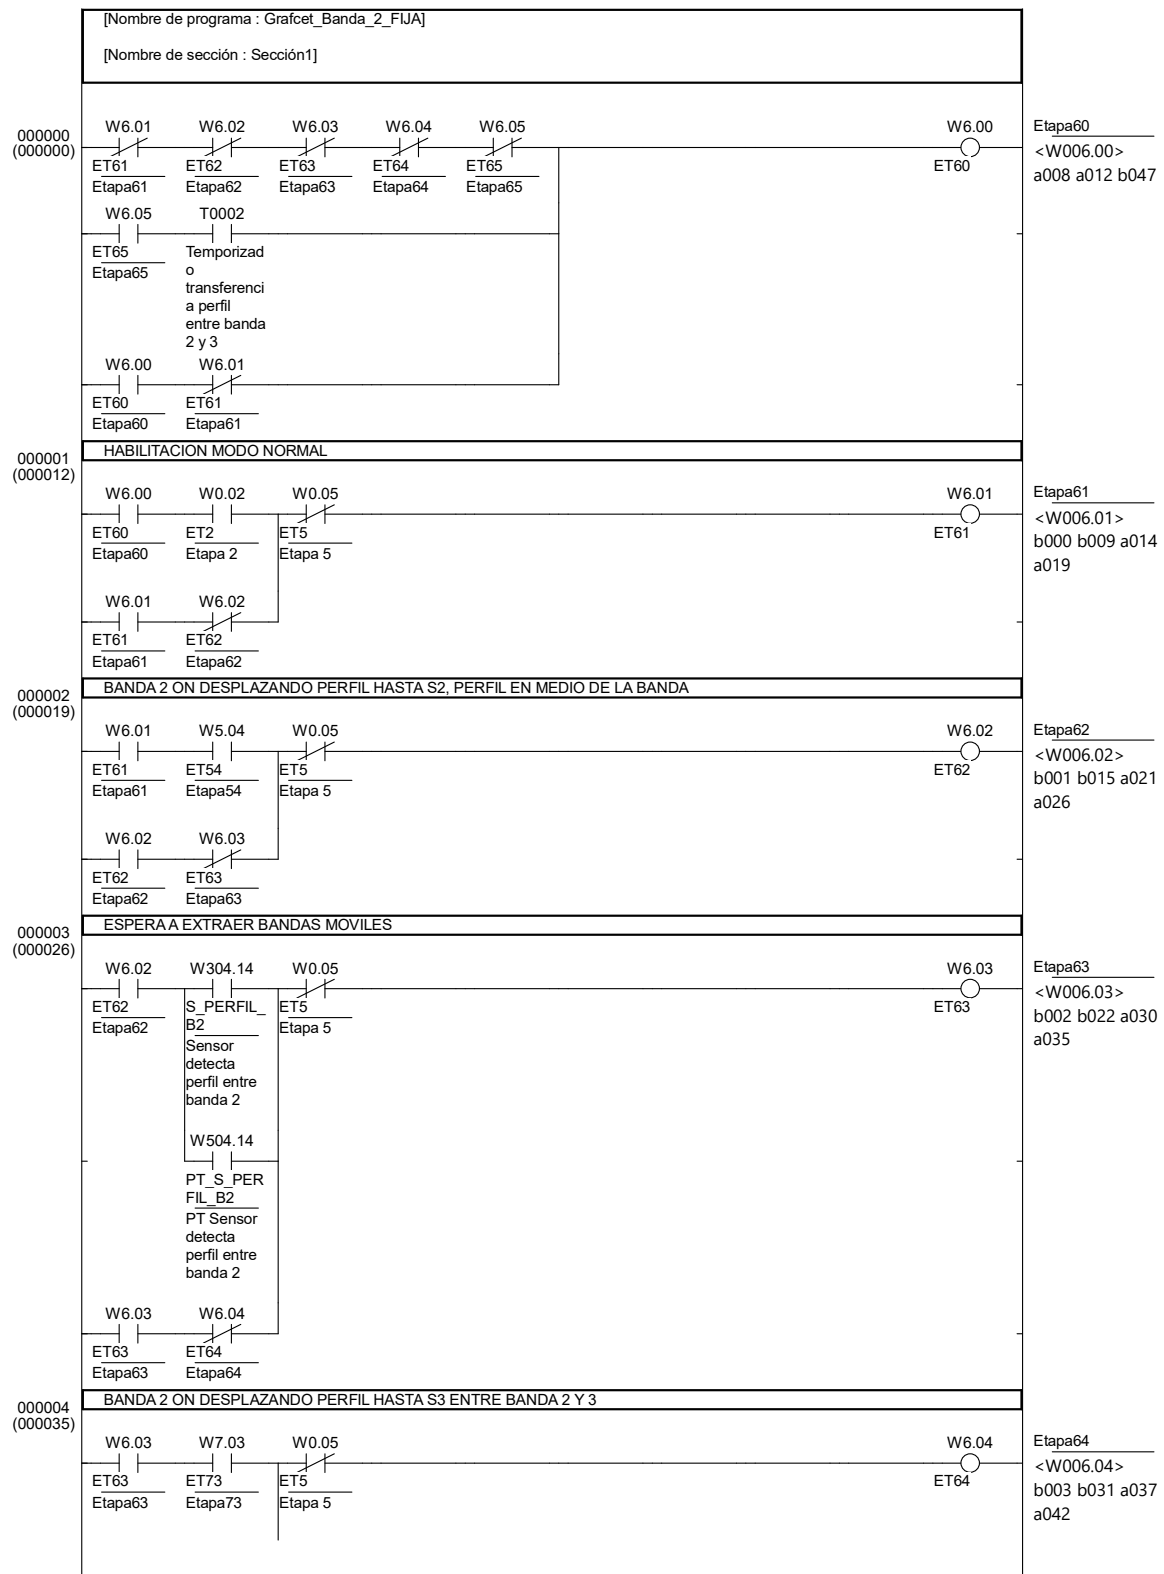 [Nombre de programa : Grafcet_Banda_2_FIJA]
[Nombre de sección : Sección1]
000000
(000000)
W6.01 W6.02 W6.03 W6.04 W6.05 W6.00
ET61 ET62 ET63 ET64 ET65 ET60
Etapa61 Etapa62 Etapa63 Etapa64 Etapa65
Etapa60
<W006.00>
a008 a012 b047
W6.05 T0002
ET65 Temporizad
Etapa65 o
transferenci
a perfil
entre banda
2 y 3
W6.00 W6.01
ET60 ET61
Etapa60 Etapa61
000001
(000012)
HABILITACION MODO NORMAL
W6.00 W0.02 W0.05 W6.01
ET60 ET2 ET5 ET61
Etapa60 Etapa 2 Etapa 5
Etapa61
<W006.01>
b000 b009 a014
a019
W6.01 W6.02
ET61 ET62
Etapa61 Etapa62
000002
(000019)
BANDA 2 ON DESPLAZANDO PERFIL HASTA S2, PERFIL EN MEDIO DE LA BANDA
W6.01 W5.04 W0.05 W6.02
ET61 ET54 ET5 ET62
Etapa61 Etapa54 Etapa 5
Etapa62
<W006.02>
b001 b015 a021
a026
W6.02 W6.03
ET62 ET63
Etapa62 Etapa63
000003
(000026)
ESPERA A EXTRAER BANDAS MOVILES
W6.02 W304.14 W0.05 W6.03
ET62 S_PERFIL_ ET5 ET63
Etapa62 B2 Etapa 5
Sensor
detecta
perfil entre
banda 2
Etapa63
<W006.03>
b002 b022 a030
a035
W504.14
PT_S_PER
FIL_B2
PT Sensor
detecta
perfil entre
banda 2
W6.03 W6.04
ET63 ET64
Etapa63 Etapa64
000004
(000035)
BANDA 2 ON DESPLAZANDO PERFIL HASTA S3 ENTRE BANDA 2 Y 3
W6.03 W7.03 W0.05 W6.04
ET63 ET73 ET5 ET64
Etapa63 Etapa73 Etapa 5
Etapa64
<W006.04>
b003 b031 a037
a042